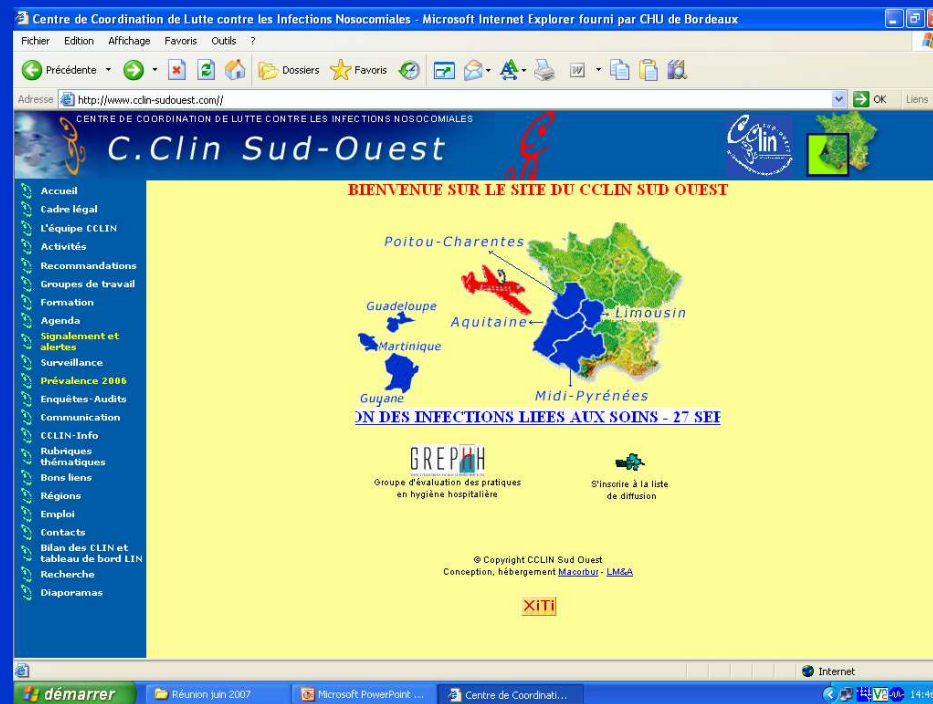 Centre de Coordination de Lutte contre les Infections Nosocomiales - Microsoft Internet Explorer fourni par CHU de Bordeaux
Fichier Edition Affichage Favoris Outils ?
Précédente Dossiers Favoris
Adresse http://www.cclin-sudouest.com// OK Liens
CENTRE DE COORDINATION DE LUTTE CONTRE LES INFECTIONS NOSOCOMIALES
C.Clin Sud-Ouest
Accueil
Cadre légal
L'équipe CCLIN
Activités
Recommandations
Groupes de travail
Formation
Agenda
Signalement et
alertes
Surveillance
Prévalence 2006
Enquêtes-Audits
Communication
CCLIN-Info
Rubriques
thématiques
Bons liens
Régions
Emploi
Contacts
Bilan des CLIN et
tableau de bord LIN
Recherche
Diaporamas
BIENVENUE SUR LE SITE DU CCLIN SUD OUEST
Poitou-Charentes
Guadeloupe
Limousin
Aquitaine
Martinique
Guyane
Midi-Pyrénées
ON DES INFECTIONS LIEES AUX SOINS - 27 SEP
GREPHH
Groupe d'évaluation des pratiques
en hygiène hospitalière
S'inscrire à la liste
de diffusion
© Copyright CCLIN Sud Ouest
Conception, hébergement Macorbur - LM&A
XiTi
Internet
démarrer Réunion juin 2007 Microsoft PowerPoint ... Centre de Coordinati... 14:46